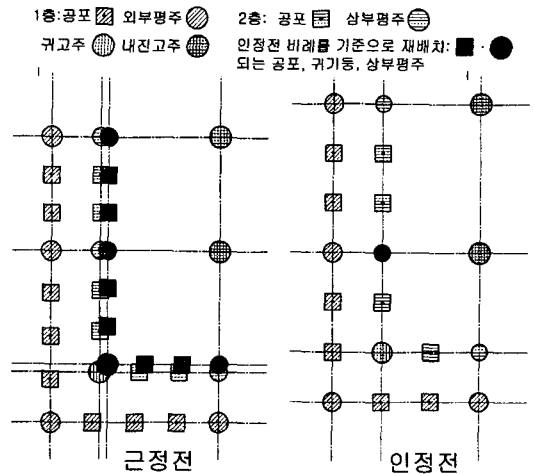 1층:공포 외부평주 2층: 공포 상부평주
귀고주 내진고주 인정전 비례를 기준으로 재배치: ·
되는 공포, 귀기둥, 상부평주
근정전 인정전